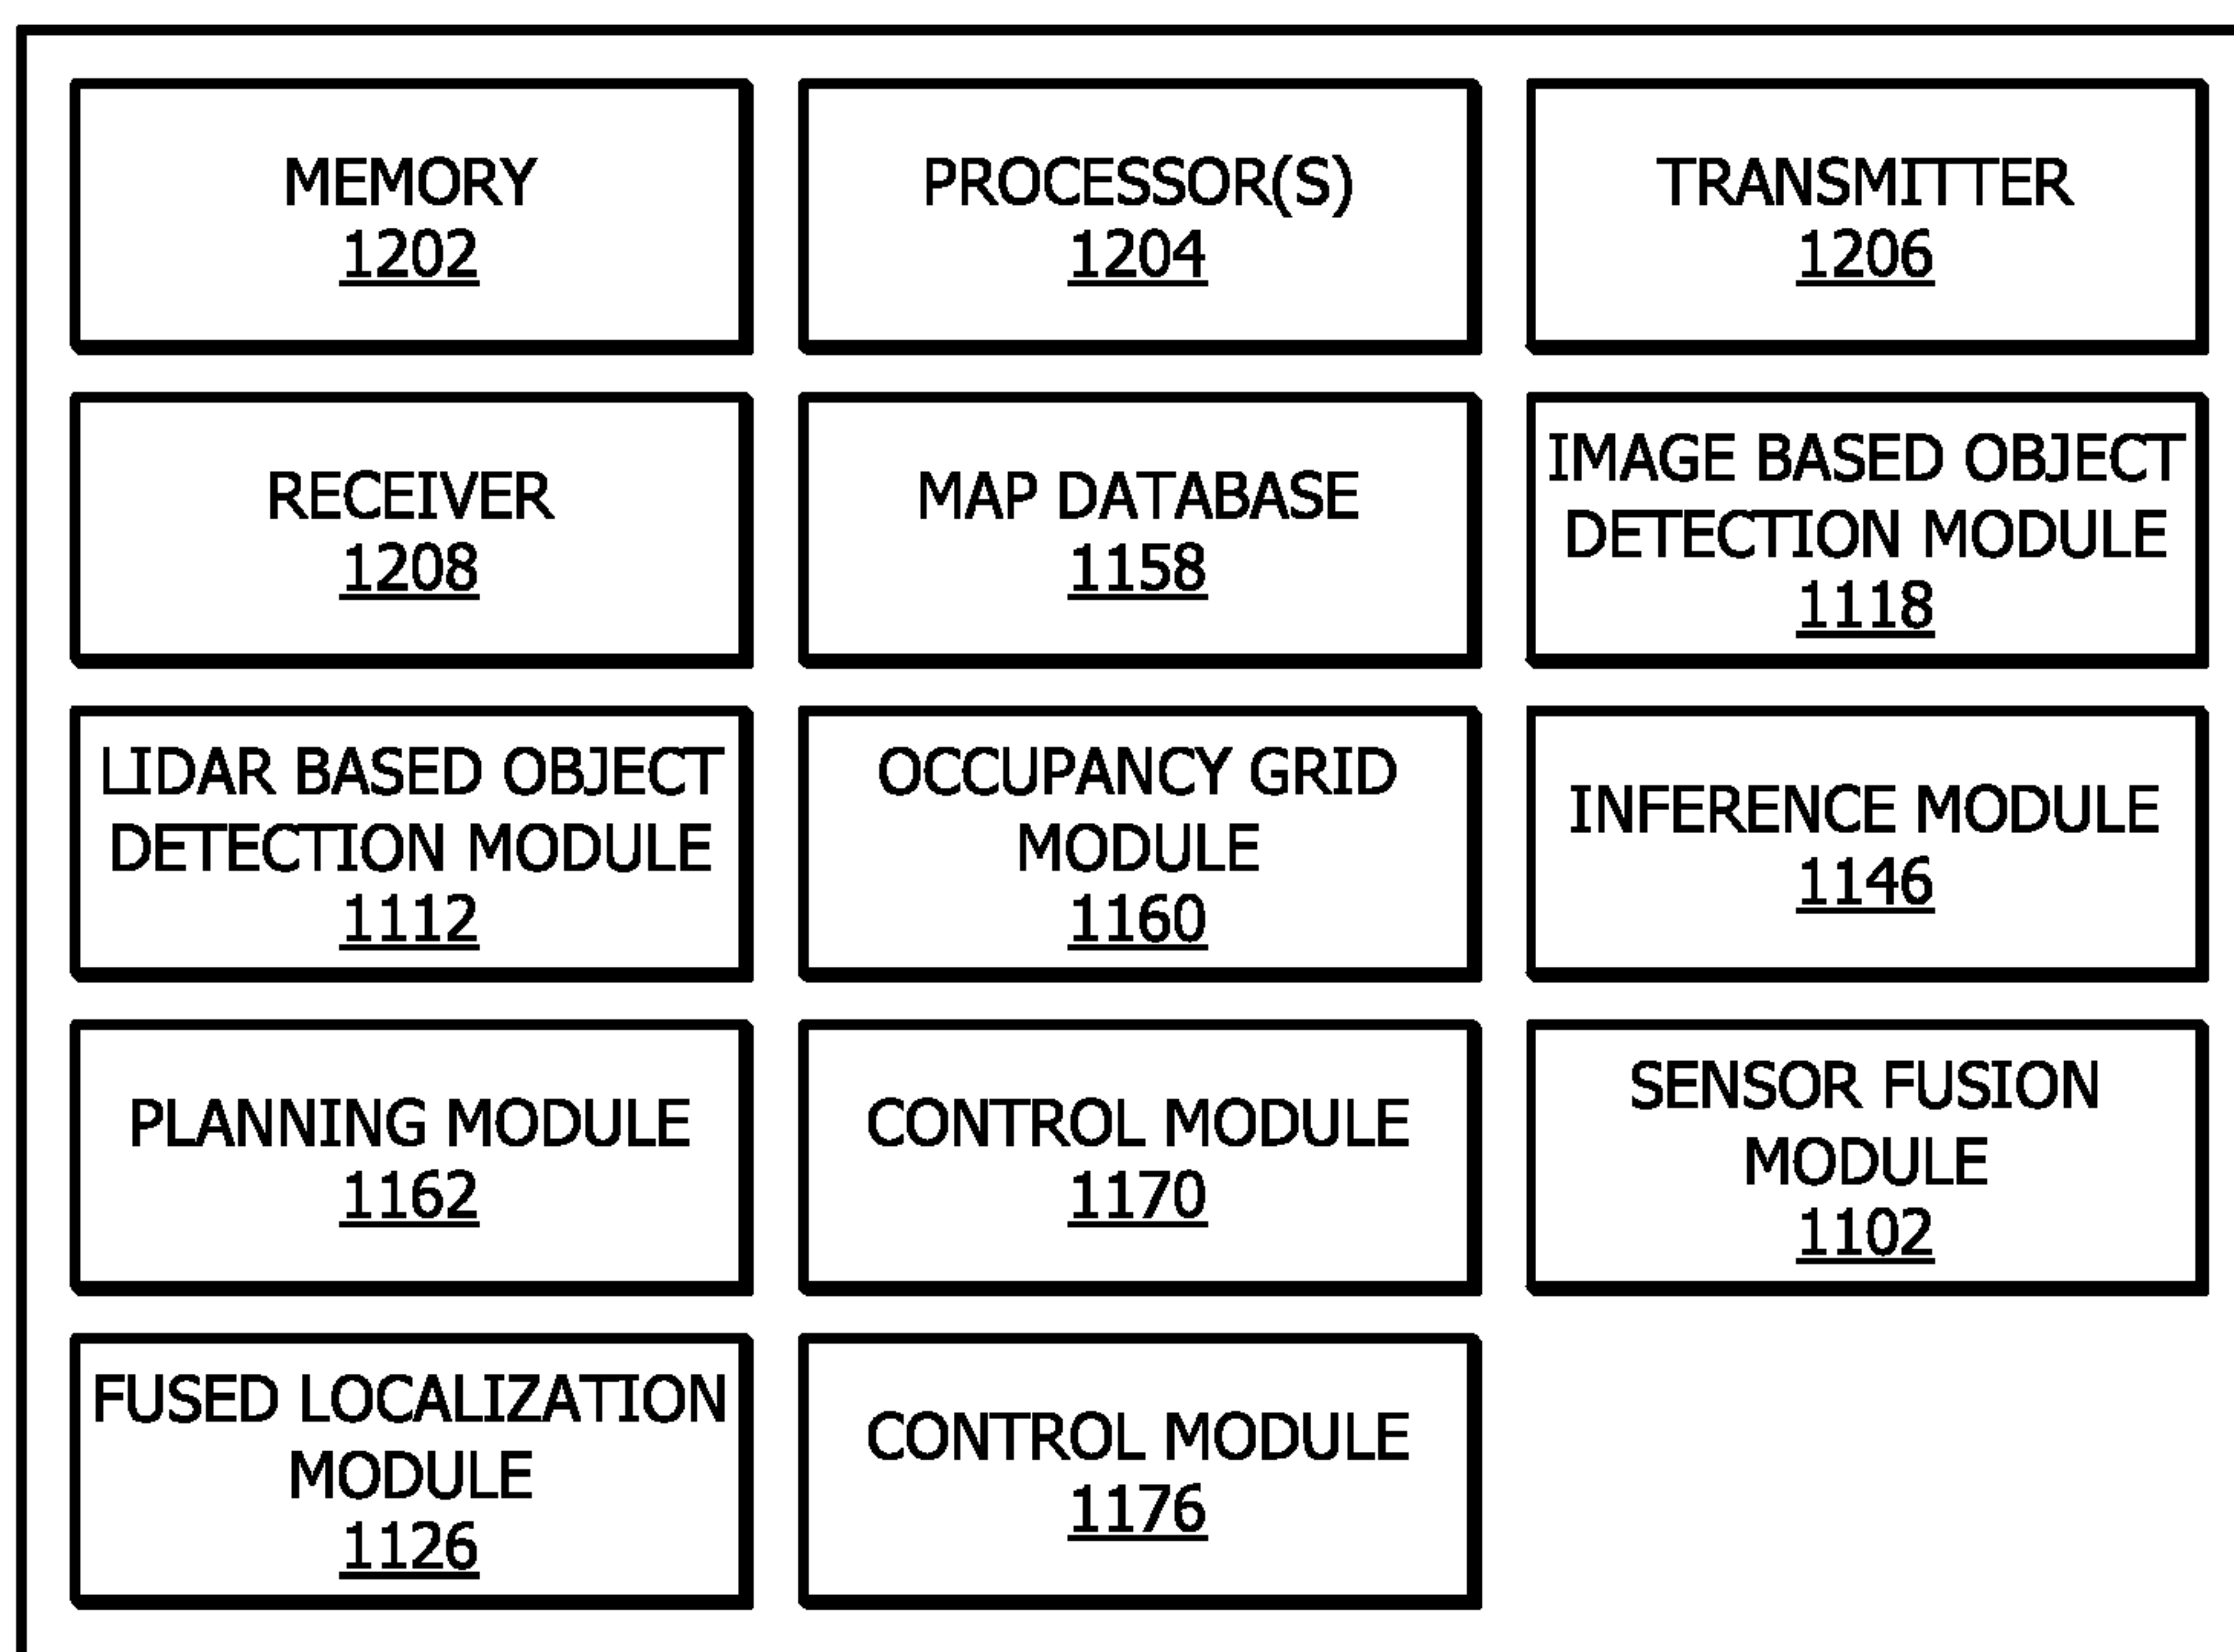 MEMORY
1202
PROCESSOR(S)
1204
TRANSMITTER
1206
RECEIVER
1208
MAP DATABASE
1158
IMAGE BASED OBJECT
DETECTION MODULE
1118
LIDAR BASED OBJECT
DETECTION MODULE
1112
OCCUPANCY GRID
MODULE
1160
INFERENCE MODULE
1146
PLANNING MODULE
1162
CONTROL MODULE
1170
SENSOR FUSION
MODULE
1102
FUSED LOCALIZATION
MODULE
1126
CONTROL MODULE
1176